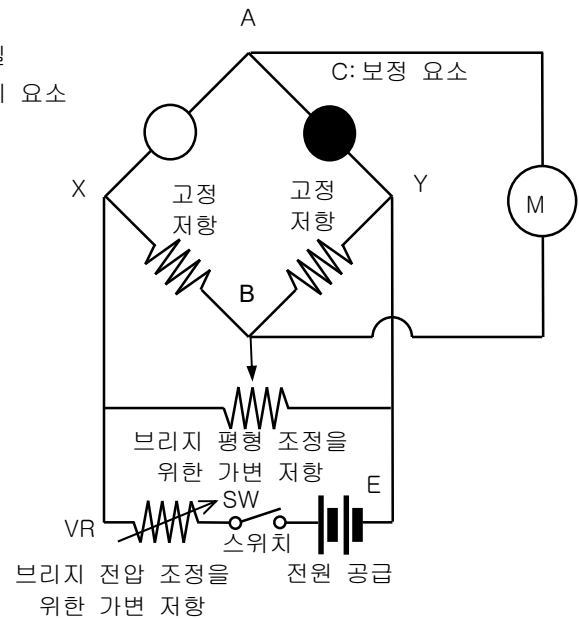 A
C: 보정 요소
요소
X
고정
저항
고정
저항
Y
M
B
브리지 평형 조정을
위한 가변 저항
E
SW
VR
스위치
브리지 전압 조정을
위한 가변 저항
전원 공급